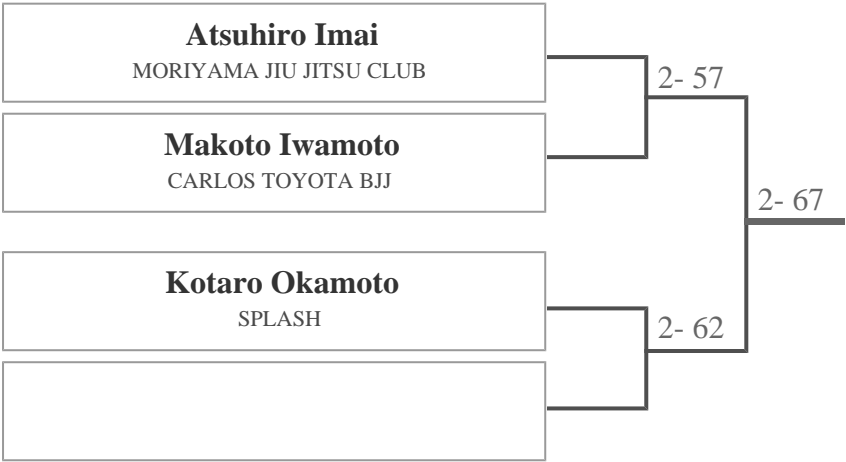 Atsuhiro Imai
MORIYAMA JIU JITSU CLUB
2- 57
Makoto Iwamoto
CARLOS TOYOTA BJJ
2- 67
Kotaro Okamoto
SPLASH
2- 62